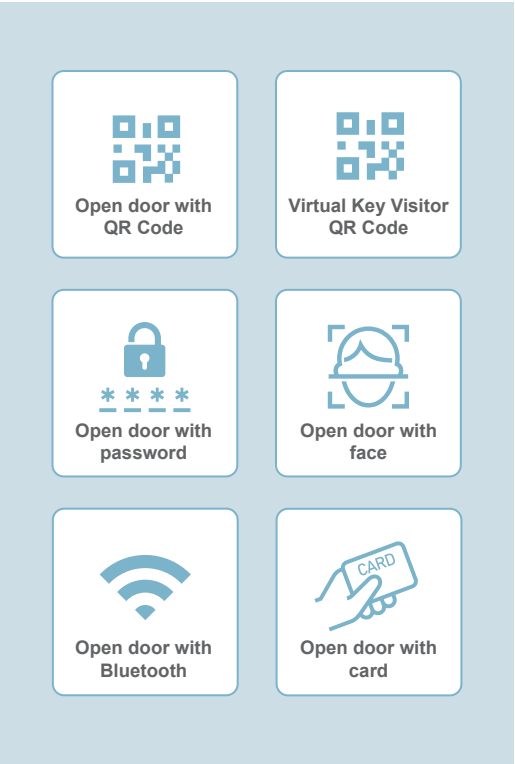 Open door with
QR Code
Virtual Key Visitor
QR Code
* * * *
Open door with
password
Open door with
face
Open door with
Bluetooth
CARD
Open door with
card